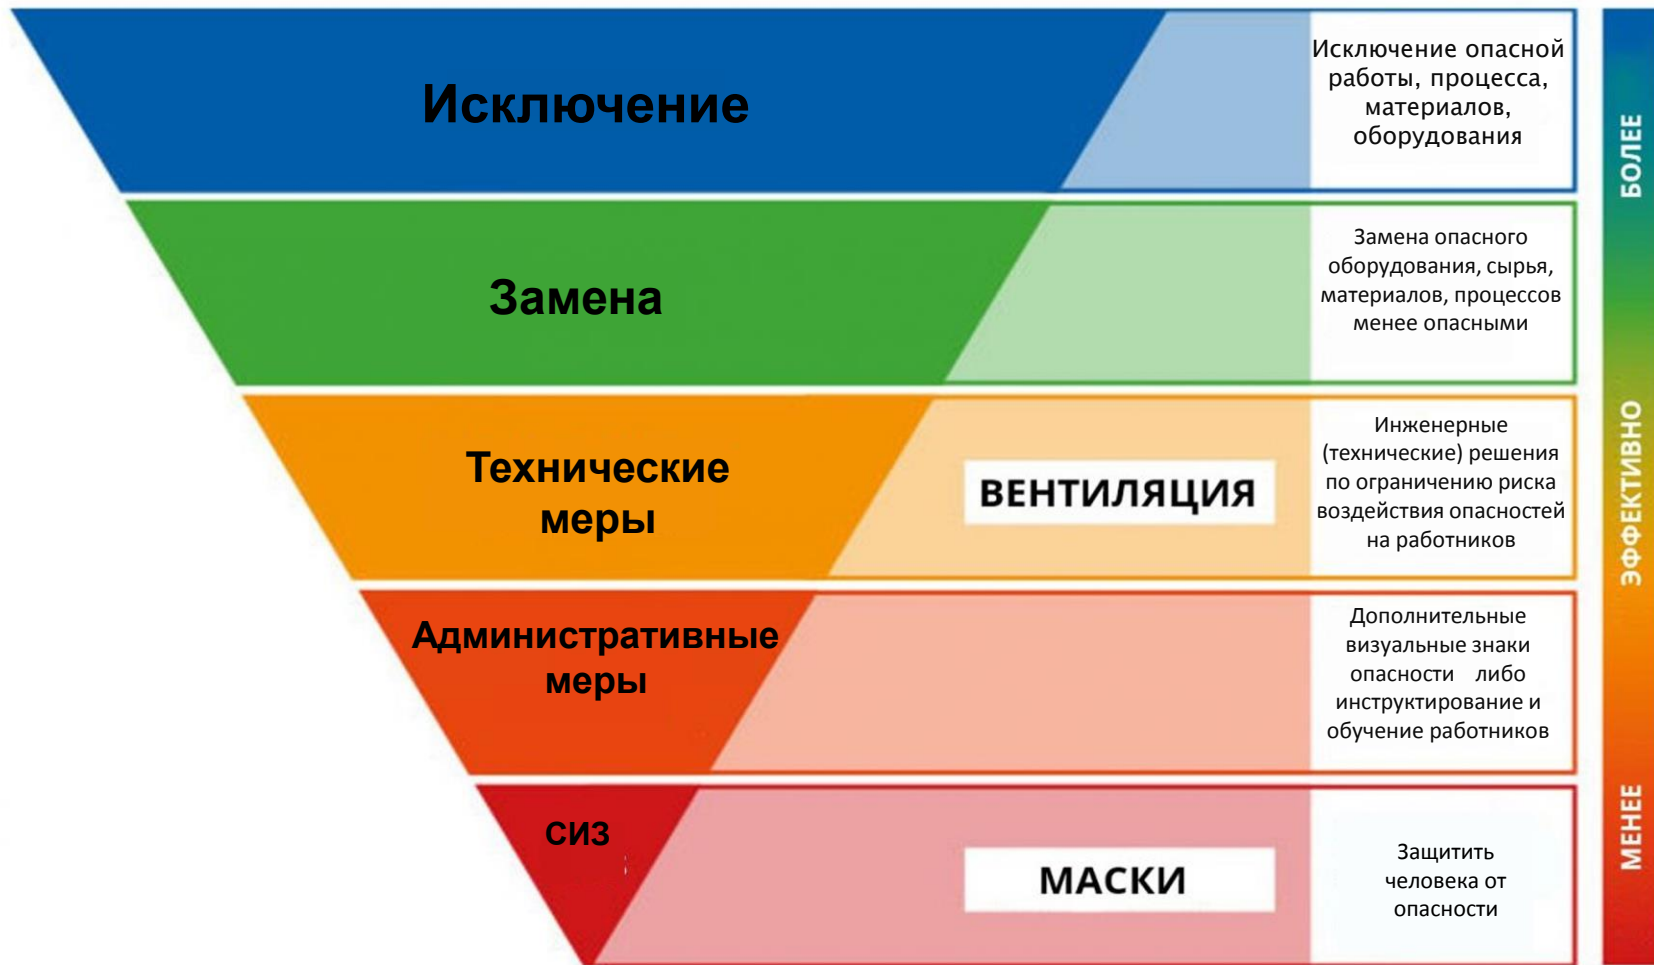 Исключение
Исключение опасной
работы, процесса,
материалов,
оборудования
Замена
Замена опасного
оборудования, сырья,
материалов, процессов
менее опасными
Технические
меры
ВЕНТИЛЯЦИЯ
Инженерные
(технические) решения
по ограничению риска
воздействия опасностей
на работников
Административные
меры
Дополнительные
визуальные знаки
опасности либо
инструктирование и
обучение работников
СИЗ
МАСКИ
Защитить
человека от
опасности
БОЛЕЕ
ЭФФЕКТИВНО
МЕНЕЕ